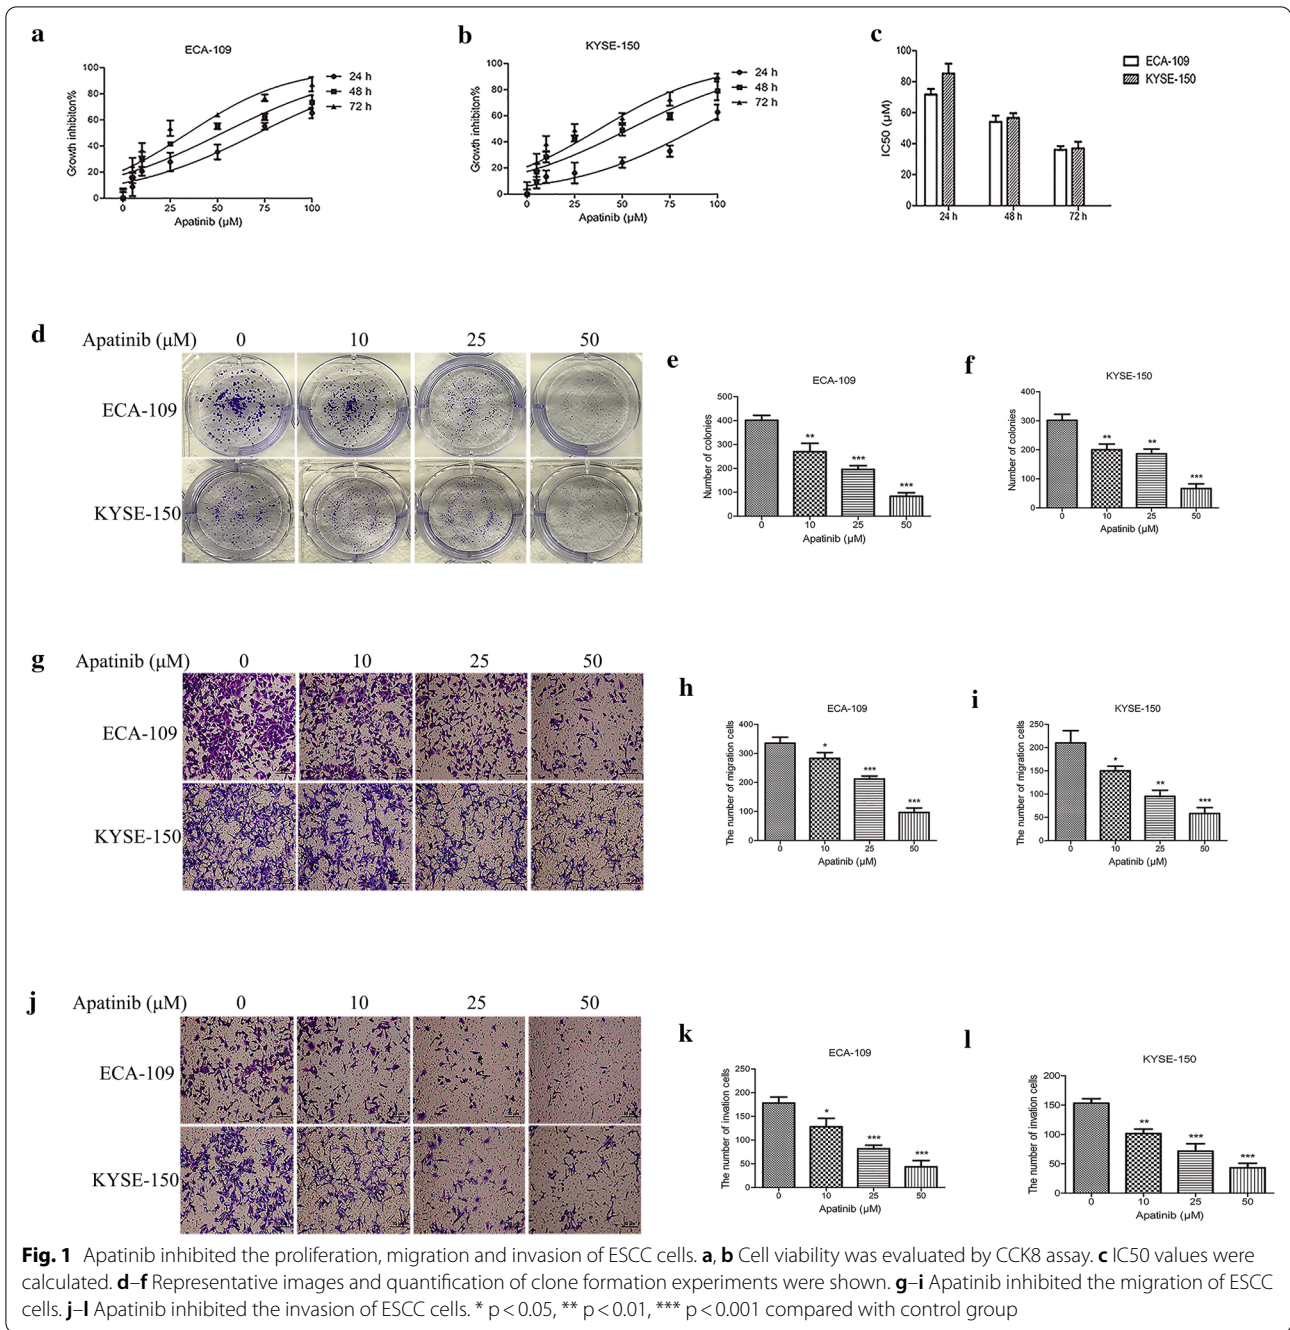 a
ECA-109
Growth inhibiton%
100
80
60
40
20
0
0 25 50 75 100
Apatinib (µM)
24 h
48 h
72 h
b
KYSE-150
Growth inhibiton%
100
80
60
40
20
0
0 25 50 75 100
Apatinib (µM)
24 h
48 h
72 h
c
IC50 (µM)
100
80
60
40
20
0
24 h 48 h 72 h
ECA-109
KYSE-150
d
Apatinib (µM) 0 10 25 50
ECA-109
KYSE-150
e
ECA-109
Number of colonies
500
400
300
200
100
0
** *** ***
0 10 25 50
Apatinib (µM)
f
KYSE-150
Number of colonies
400
300
200
100
0
** ** ***
0 10 25 50
Apatinib (µM)
g
Apatinib (µM) 0 10 25 50
ECA-109
KYSE-150
h
ECA-109
The number of migration cells
400
300
200
100
0
* *** ***
0 10 25 50
Apatinib (µM)
i
KYSE-150
The number of migration cells
250
200
150
100
50
0
* ** ***
0 10 25 50
Apatinib (µM)
j
Apatinib (µM) 0 10 25 50
ECA-109
KYSE-150
k
ECA-109
The number of invation cells
250
200
150
100
50
0
* *** ***
0 10 25 50
Apatinib (µM)
l
KYSE-150
The number of invation cells
200
150
100
50
0
** *** ***
0 10 25 50
Apatinib (µM)
Fig. 1 Apatinib inhibited the proliferation, migration and invasion of ESCC cells. a, b Cell viability was evaluated by CCK8 assay. c IC50 values were
calculated. d–f Representative images and quantification of clone formation experiments were shown. g–i Apatinib inhibited the migration of ESCC
cells. j–l Apatinib inhibited the invasion of ESCC cells. * p < 0.05, ** p < 0.01, *** p < 0.001 compared with control group